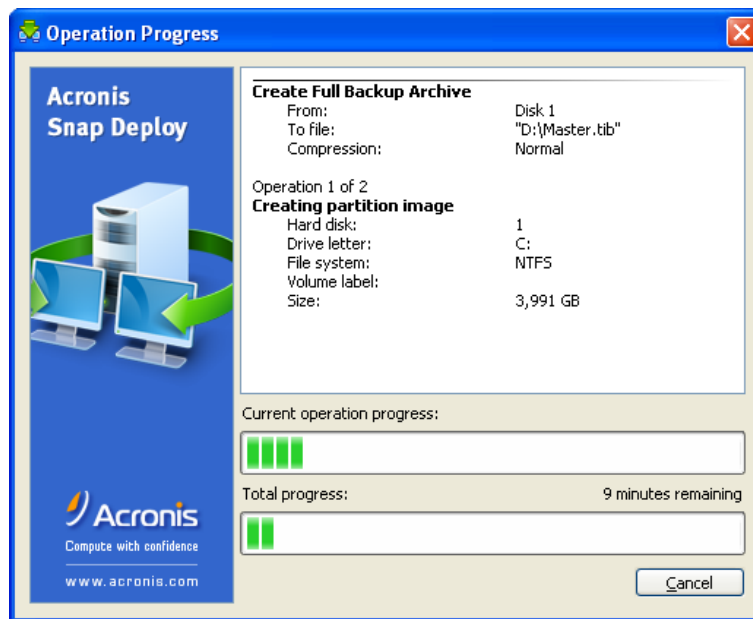 Operation Progress
Acronis
Snap Deploy
Create Full Backup Archive
From: Disk 1
To file: "D:\Master.tib"
Compression: Normal
Operation 1 of 2
Creating partition image
Hard disk: 1
Drive letter: C:
File system: NTFS
Volume label:
Size: 3,991 GB
Current operation progress:
Total progress: 9 minutes remaining
Acronis
Compute with confidence
www.acronis.com
Cancel